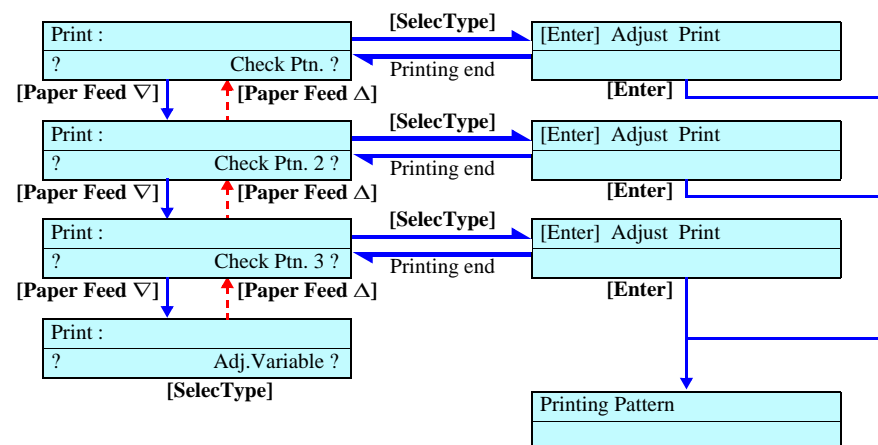 [SelecType]
Print :
[Enter] Adjust Print
? Check Ptn. ?
Printing end
[Paper Feed ∇] [Paper Feed Δ]
[Enter]
[SelecType]
Print :
[Enter] Adjust Print
? Check Ptn. 2 ?
Printing end
[Paper Feed ∇] [Paper Feed Δ]
[Enter]
[SelecType]
Print :
[Enter] Adjust Print
? Check Ptn. 3 ?
Printing end
[Paper Feed ∇] [Paper Feed Δ]
[Enter]
Print :
? Adj.Variable ?
[SelecType]
Printing Pattern